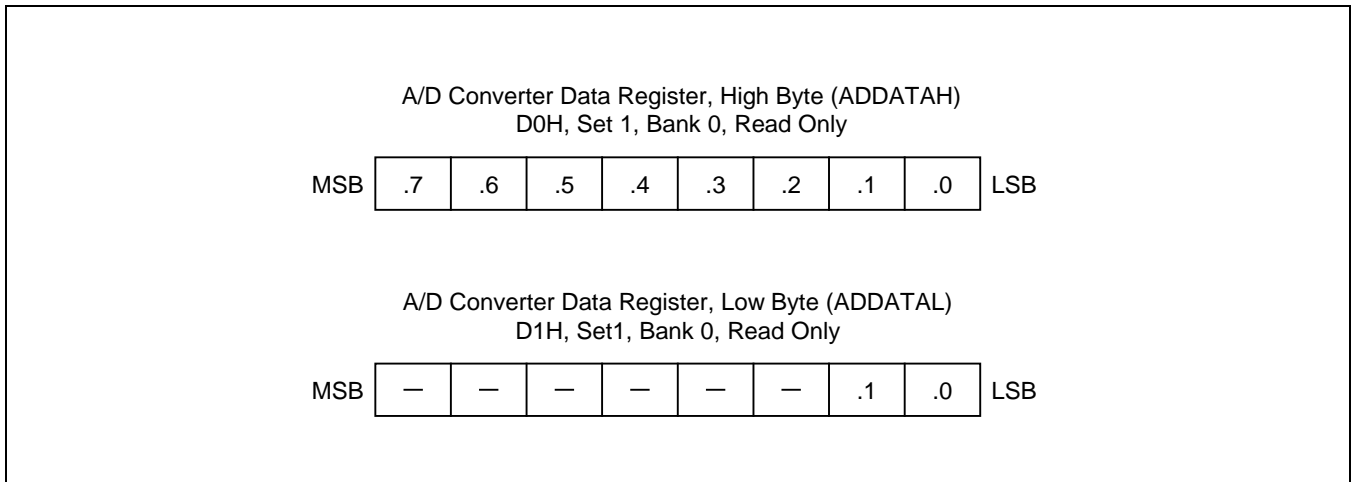 A/D Converter Data Register, High Byte (ADDATAH)
D0H, Set 1, Bank 0, Read Only
MSB .7 .6 .5 .4 .3 .2 .1 .0 LSB
A/D Converter Data Register, Low Byte (ADDATAL)
D1H, Set1, Bank 0, Read Only
MSB – – – – – – .1 .0 LSB